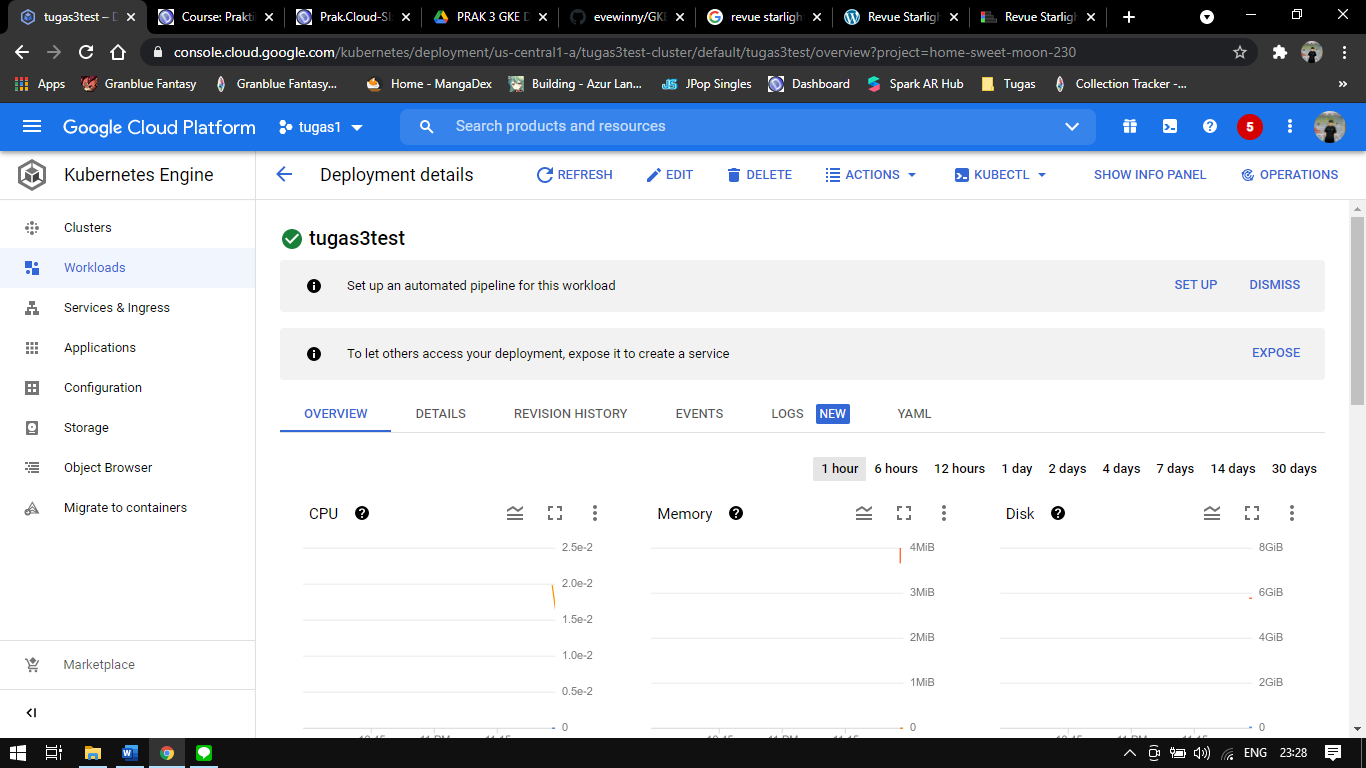 tugas3test – D
Course: Prakti
Prak.Cloud-SI
PRAK 3 GKE D
evewinny/GKE
revue starligh
Revue Starligh
Revue Starligh
console.cloud.google.com/kubernetes/deployment/us-central1-a/tugas3test-cluster/default/tugas3test/overview?project=home-sweet-moon-230
Apps
Granblue Fantasy
Granblue Fantasy...
Home - MangaDex
Building - Azur Lan...
JPop Singles
Dashboard
Spark AR Hub
Tugas
Collection Tracker -...
»
Google Cloud Platform
tugas1
Search products and resources
5
Kubernetes Engine
Deployment details
REFRESH
EDIT
DELETE
ACTIONS
KUBECTL
SHOW INFO PANEL
OPERATIONS
Clusters
Workloads
Services & Ingress
Applications
Configuration
Storage
Object Browser
Migrate to containers
Marketplace
tugas3test
Set up an automated pipeline for this workload
SET UP
DISMISS
To let others access your deployment, expose it to create a service
EXPOSE
OVERVIEW
DETAILS
REVISION HISTORY
EVENTS
LOGS NEW
YAML
1 hour
6 hours
12 hours
1 day
2 days
4 days
7 days
14 days
30 days
CPU
2.5e-2
2.0e-2
1.5e-2
1.0e-2
0.5e-2
0
Memory
4MiB
3MiB
2MiB
1MiB
0
Disk
8GiB
6GiB
4GiB
2GiB
0
ENG
23:28